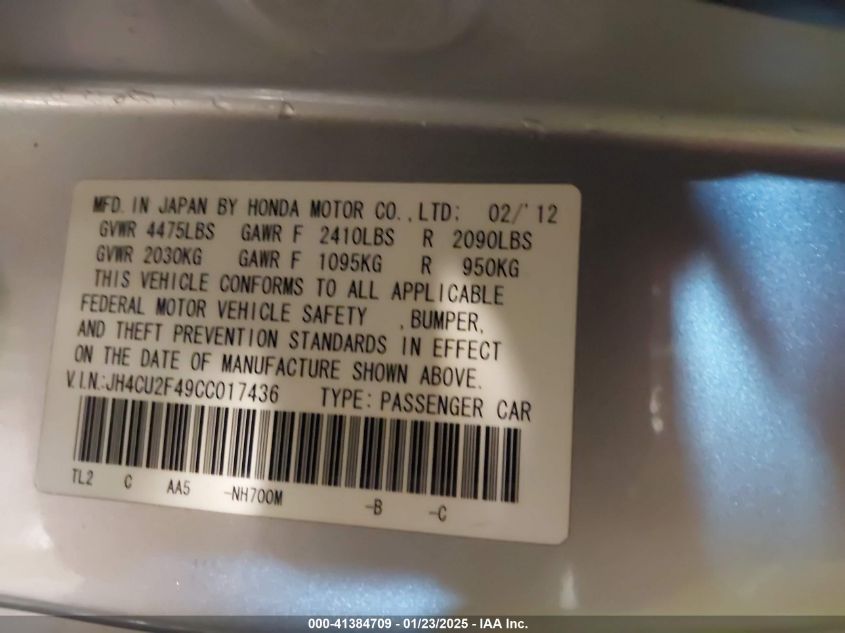 MFD. IN JAPAN BY HONDA MOTOR CO.,LTD: 02/'12
GVWR 4475LBS GAWR F 2410LBS R 2090LBS
GVWR 2030KG GAWR F 1095KG R 950KG
THIS VEHICLE CONFORMS TO ALL APPLICABLE
FEDERAL MOTOR VEHICLE SAFETY , BUMPER,
AND THEFT PREVENTION STANDARDS IN EFFECT
ON THE DATE OF MANUFACTURE SHOWN ABOVE.
V.I.N.:JH4CU2F49CC017436 TYPE: PASSENGER CAR
TL2 C AA5 -NH700M -B -C
000-41384709 - 01/23/2025 - IAA Inc.